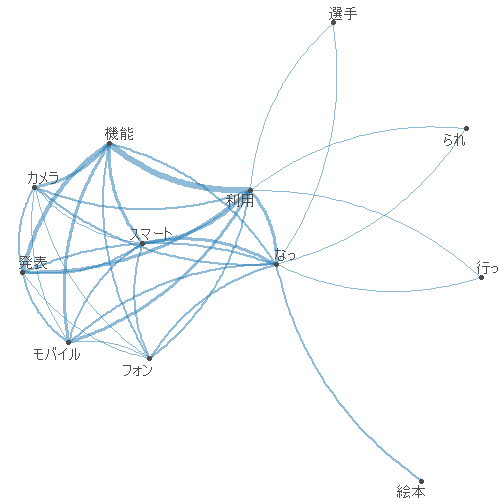 選手
機能
られ
カメラ
利用
スマート
なっ
発表
行っ
モバイル
フォン
絵本